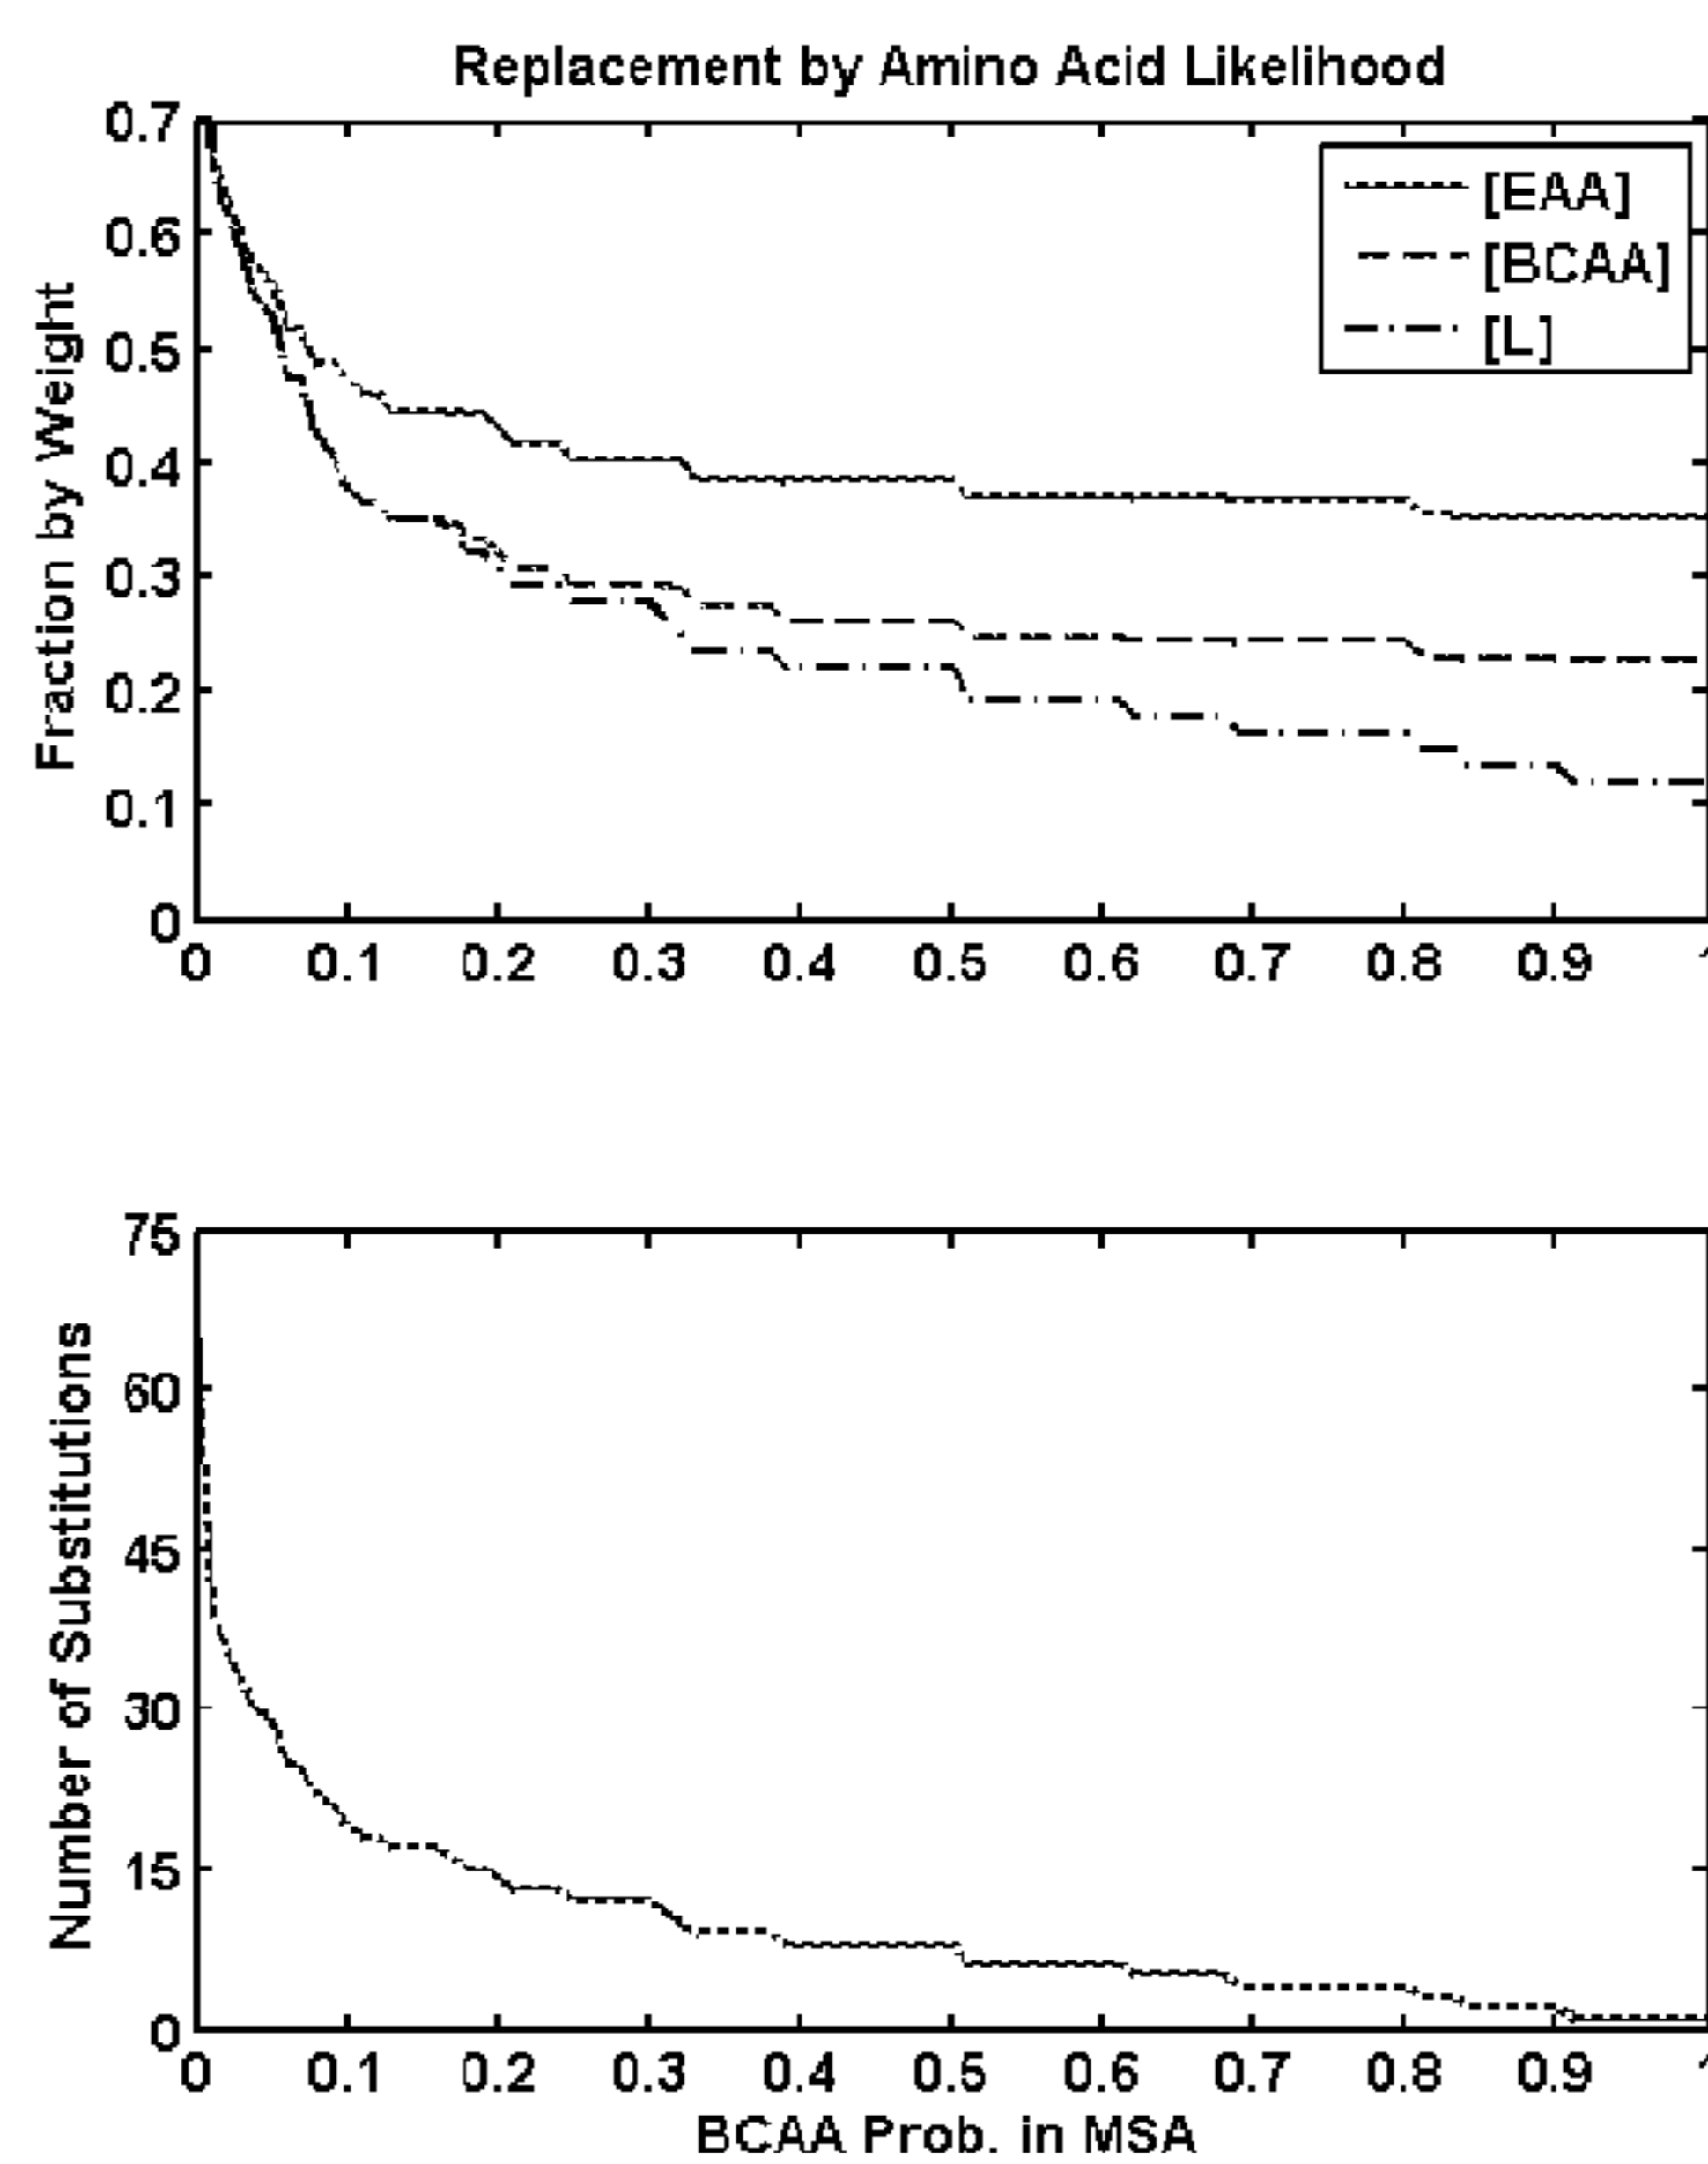 Replacement by Amino Acid Likelihood
0.7
0.6
0.5
0.4
0.3
0.2
0.1
0
Fraction by Weight
[EAA]
[BCAA]
[L]
0 0.1 0.2 0.3 0.4 0.5 0.6 0.7 0.8 0.9
75
60
45
30
15
0
Number of Substitutions
0 0.1 0.2 0.3 0.4 0.5 0.6 0.7 0.8 0.9
BCAA Prob. in MSA